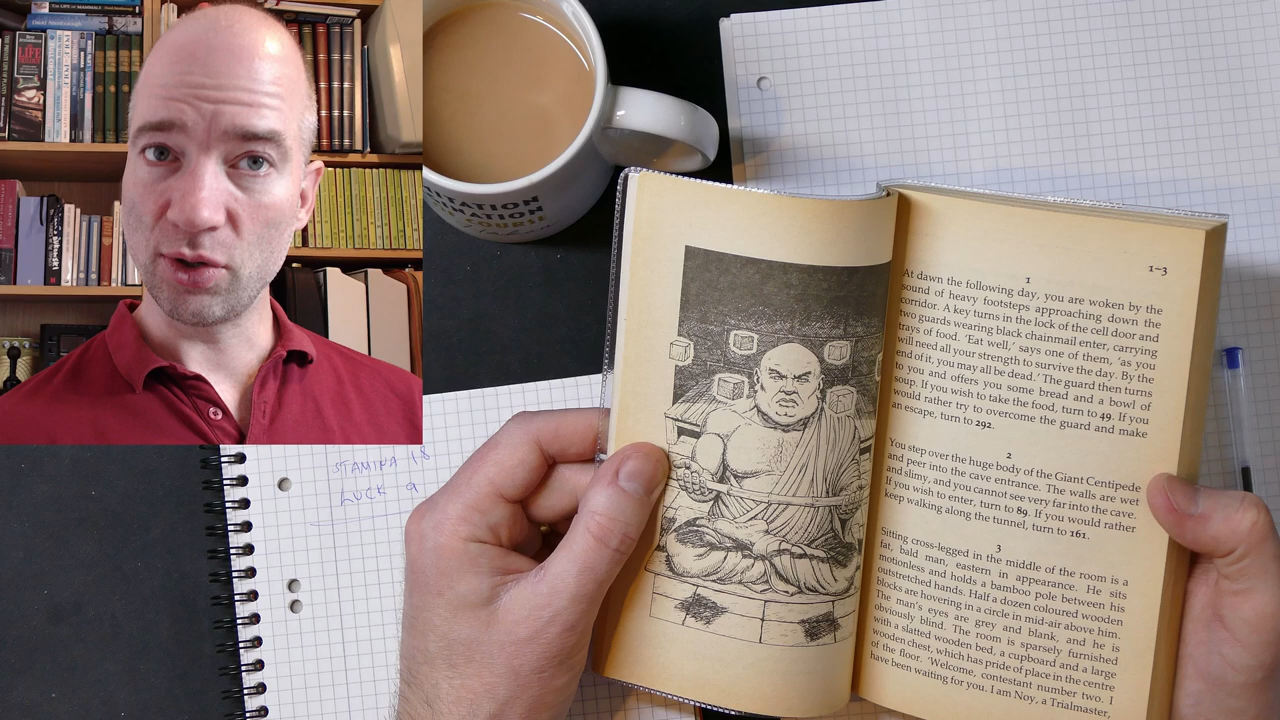 THE LIFE OF MAMMALS
David Attenborough
LIFE
THE PRIVATE LIFE OF PLANTS
STAMINA 18
LUCK 9
COURSE
1–3
1
At dawn the following day, you are woken by the
sound of heavy footsteps approaching down the
corridor. A key turns in the lock of the cell door and
two guards wearing black chainmail enter, carrying
trays of food. ‘Eat well,’ says one of them, ‘as you
will need all your strength to survive the day. By the
end of it, you may all be dead.’ The guard then turns
to you and offers you some bread and a bowl of
soup. If you wish to take the food, turn to 49. If you
would rather try to overcome the guard and make
an escape, turn to 292.
2
You step over the huge body of the Giant Centipede
and peer into the cave entrance. The walls are wet
and slimy, and you cannot see very far into the cave.
If you wish to enter, turn to 89. If you would rather
keep walking along the tunnel, turn to 161.
3
Sitting cross-legged in the middle of the room is a
fat, bald man, eastern in appearance. He sits
motionless and holds a bamboo pole between his
outstretched hands. Half a dozen coloured wooden
blocks are hovering in a circle in mid-air above him.
The man’s eyes are grey and blank, and he is
obviously blind. The room is sparsely furnished
with a slatted wooden bed, a cupboard and a large
wooden chest, which has pride of place in the centre
of the floor. ‘Welcome, contestant number two. I
have been waiting for you. I am Noy, a Trialmaster,